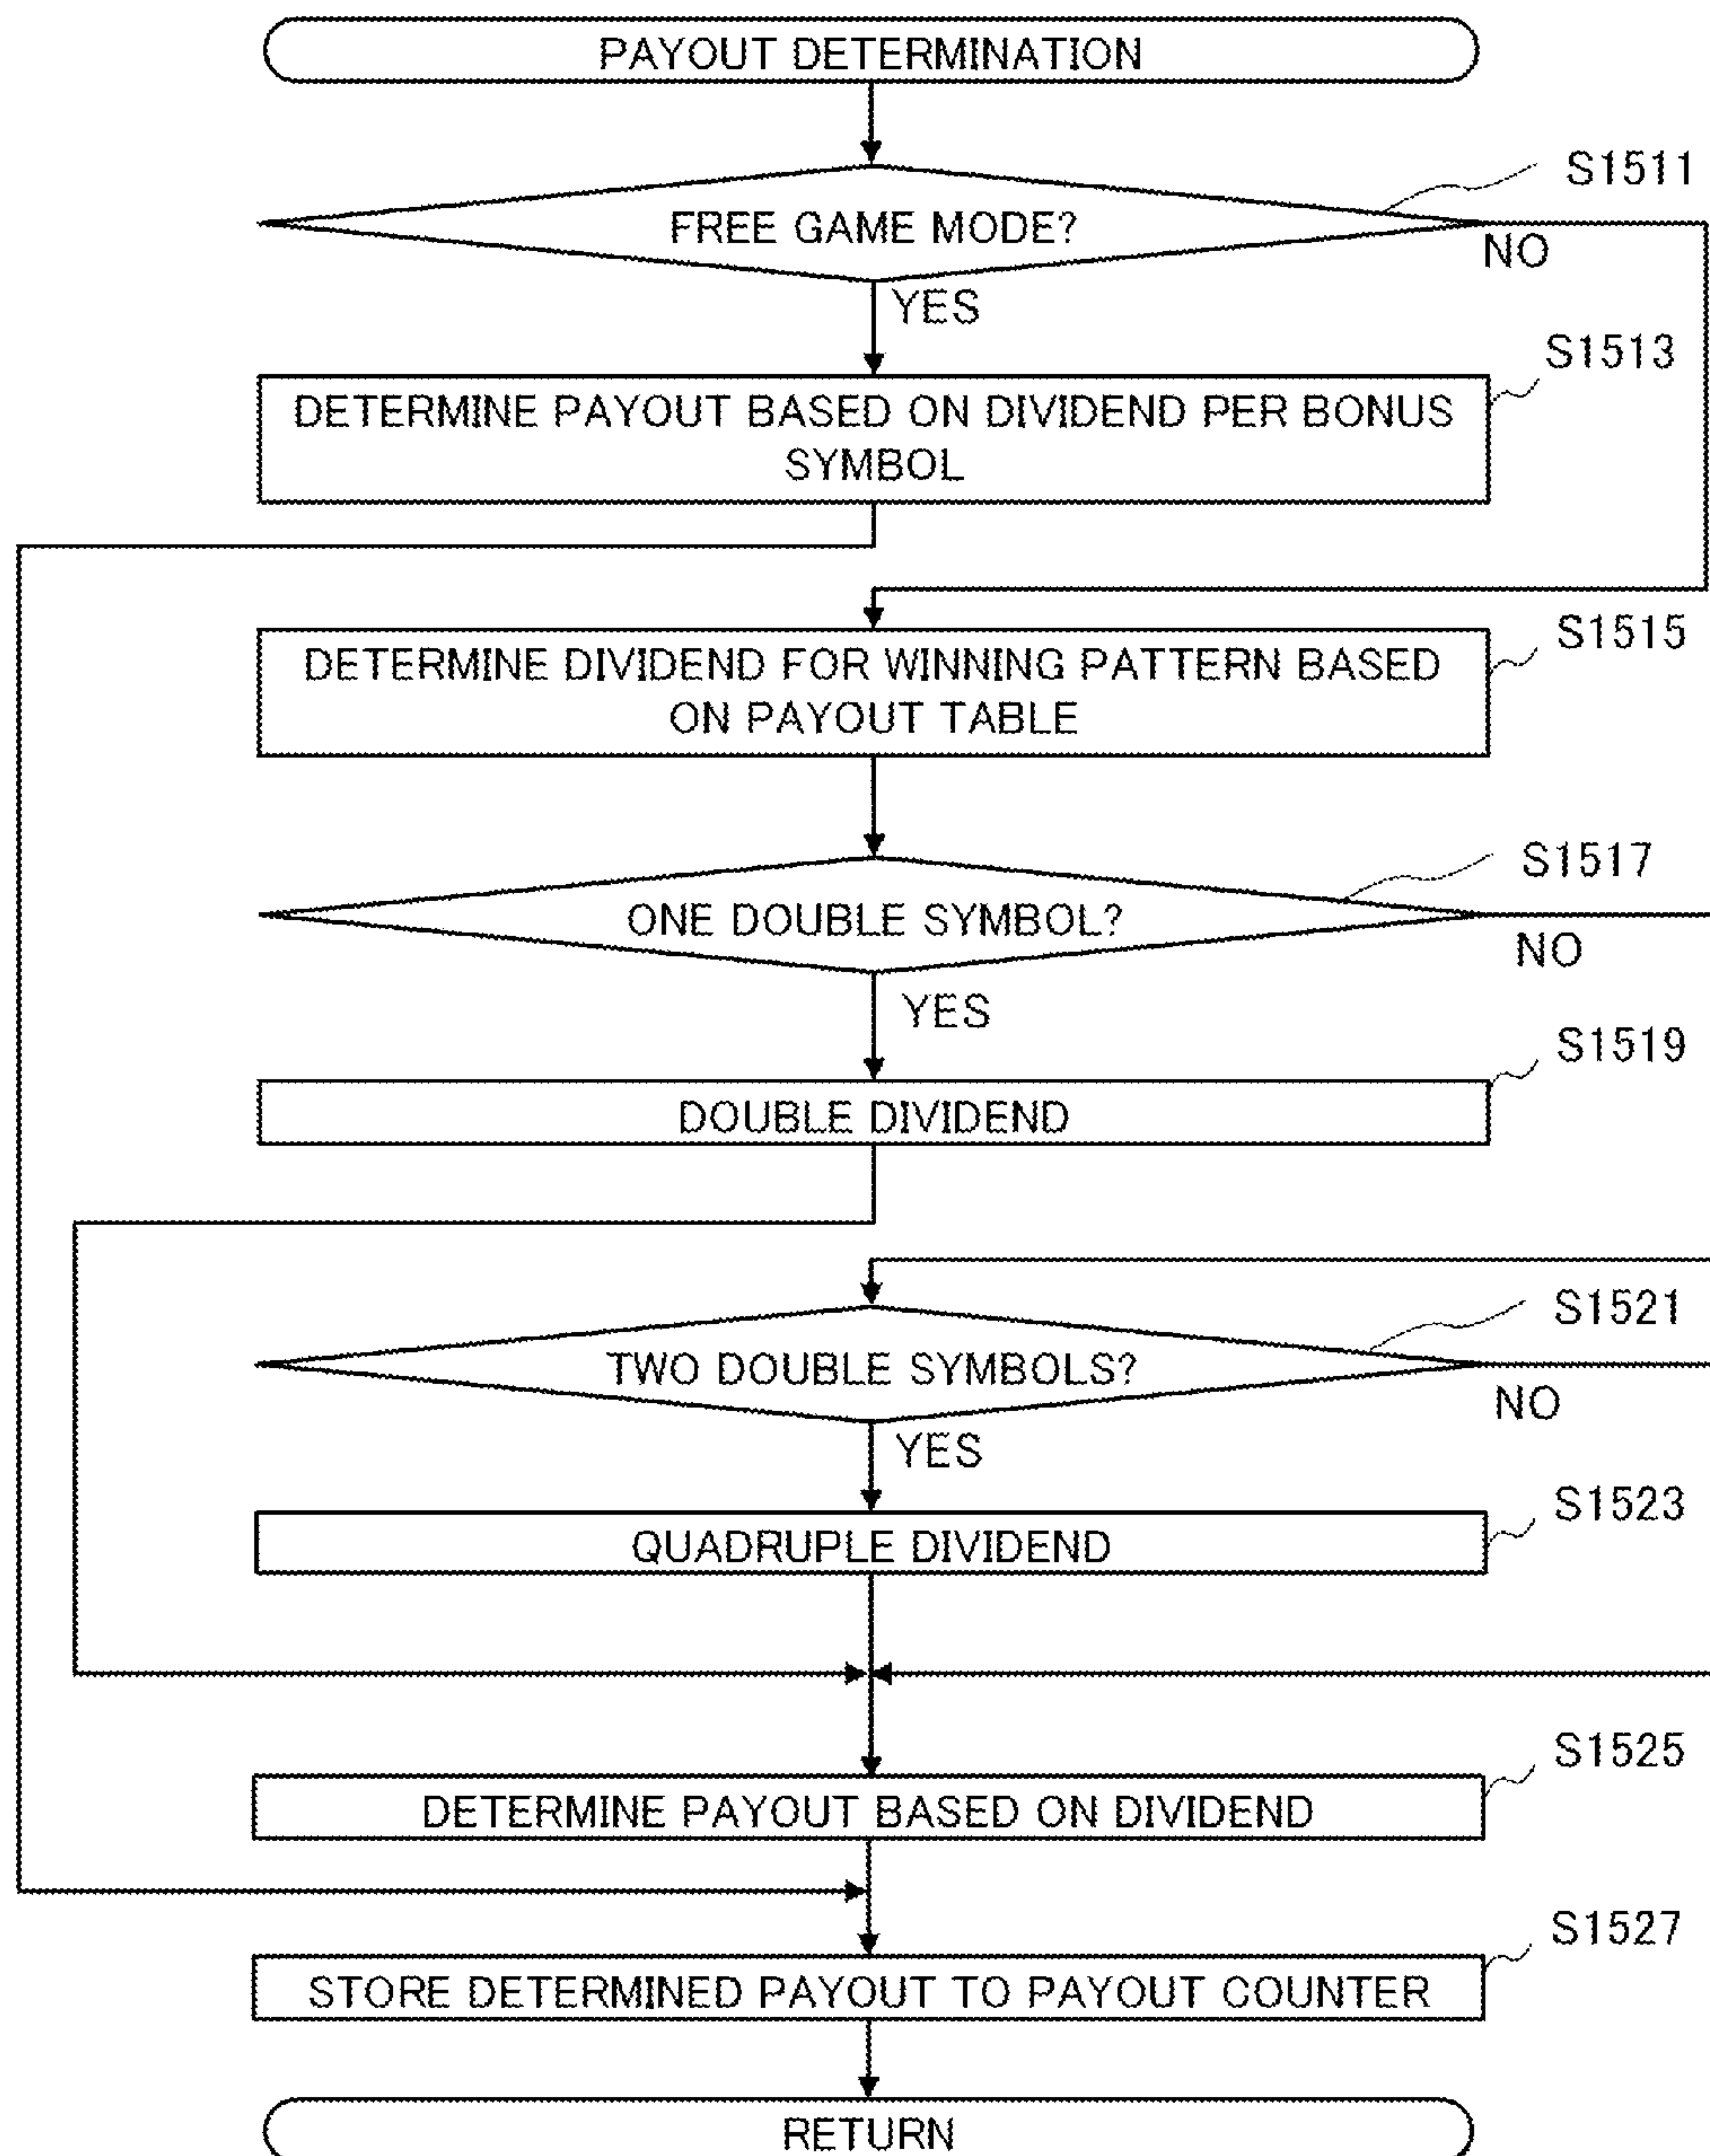 PAYOUT DETERMINATION
S1511
FREE GAME MODE?
NO
YES
S1513
DETERMINE PAYOUT BASED ON DIVIDEND PER BONUS
SYMBOL
S1515
DETERMINE DIVIDEND FOR WINNING PATTERN BASED
ON PAYOUT TABLE
S1517
ONE DOUBLE SYMBOL?
NO
YES
S1519
DOUBLE DIVIDEND
S1521
TWO DOUBLE SYMBOLS?
NO
YES
S1523
QUADRUPLE DIVIDEND
S1525
DETERMINE PAYOUT BASED ON DIVIDEND
S1527
STORE DETERMINED PAYOUT TO PAYOUT COUNTER
RETURN